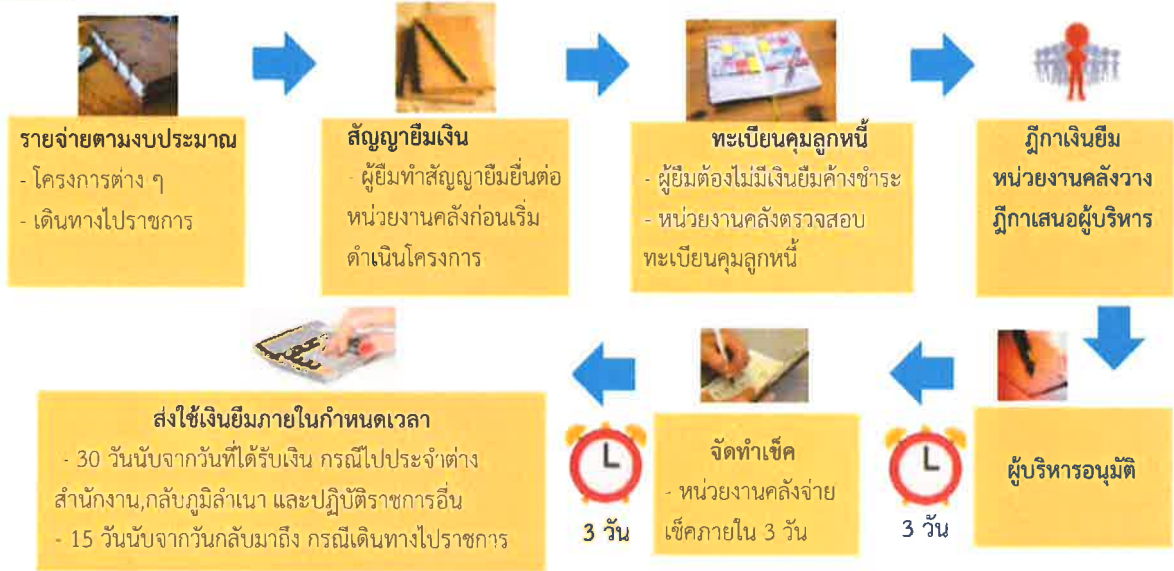 รายจ่ายตามงบประมาณ
- โครงการต่าง ๆ
- เดินทางไปราชการ
สัญญายืมเงิน
- ผู้ยืมทำสัญญายืมยื่นต่อ
หน่วยงานคลังก่อนเริ่ม
ดำเนินโครงการ
ทะเบียนคุมลูกหนี้
- ผู้ยืมต้องไม่มีเงินยืมค้างชำระ
- หน่วยงานคลังตรวจสอบ
ทะเบียนคุมลูกหนี้
ฎีกาเงินยืม
หน่วยงานคลังวาง
ฎีกาเสนอผู้บริหาร
ผู้บริหารอนุมัติ
3 วัน
จัดทำเช็ค
- หน่วยงานคลังจ่าย
เช็คภายใน 3 วัน
3 วัน
ส่งใช้เงินยืมภายในกำหนดเวลา
- 30 วันนับจากวันที่ได้รับเงิน กรณีไปประจำต่าง
สำนักงาน,กลับภูมิลำเนา และปฏิบัติราชการอื่น
- 15 วันนับจากวันกลับมาถึง กรณีเดินทางไปราชการ